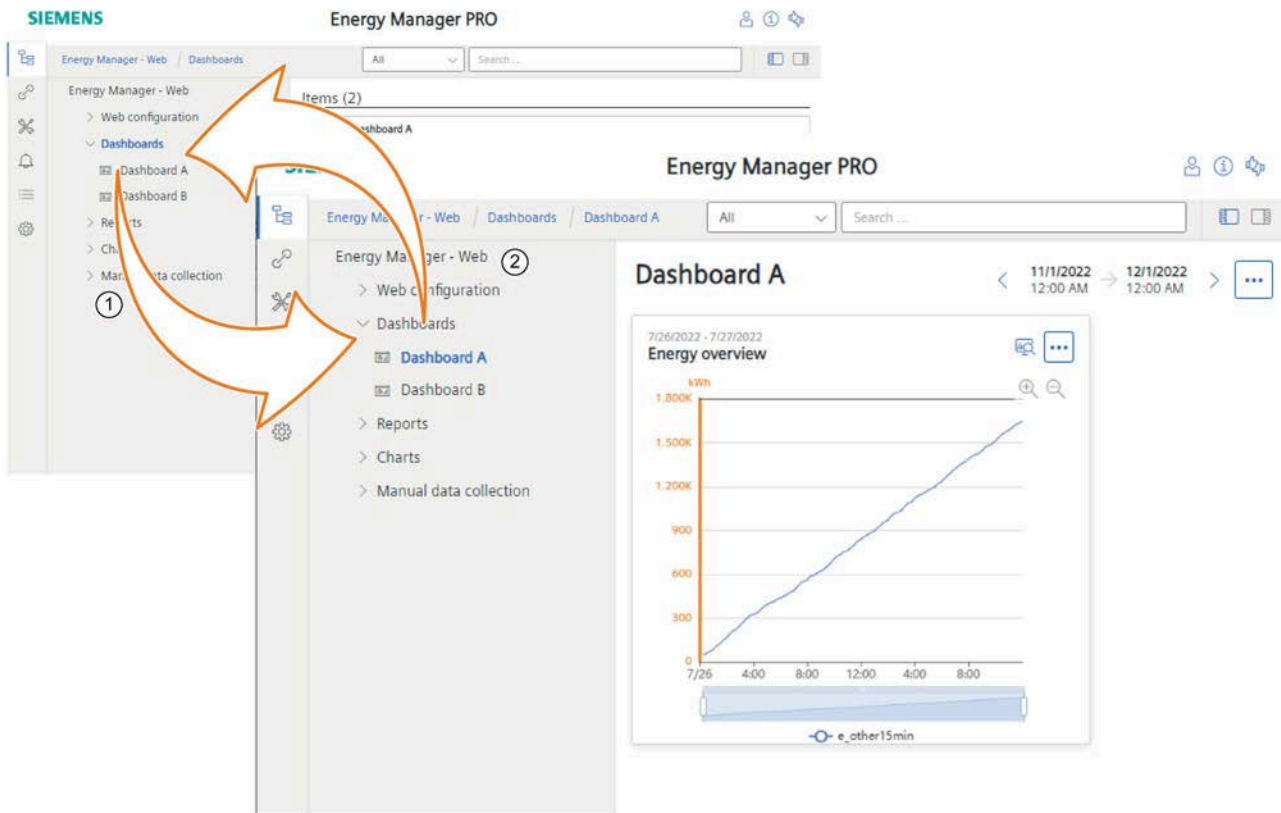 SIEMENS
Energy Manager PRO
Energy Manager - Web / Dashboards
All
Search ...
Energy Manager - Web
Items (2)
> Web configuration
Dashboards
Dashboard A
Dashboard B
> Manual data collection
①
Energy Manager PRO
Energy Manager - Web / Dashboards / Dashboard A
All
Search ...
Energy Manager - Web
②
> Web configuration
Dashboards
Dashboard A
Dashboard B
> Reports
> Charts
> Manual data collection
Dashboard A
< 11/1/2022 → 12/1/2022 >
12:00 AM 12:00 AM
7/26/2022 - 7/27/2022
Energy overview
kWh
1,800K
1,500K
1,200K
900
600
300
0
7/26 4:00 8:00 12:00 4:00 8:00
e_other15min